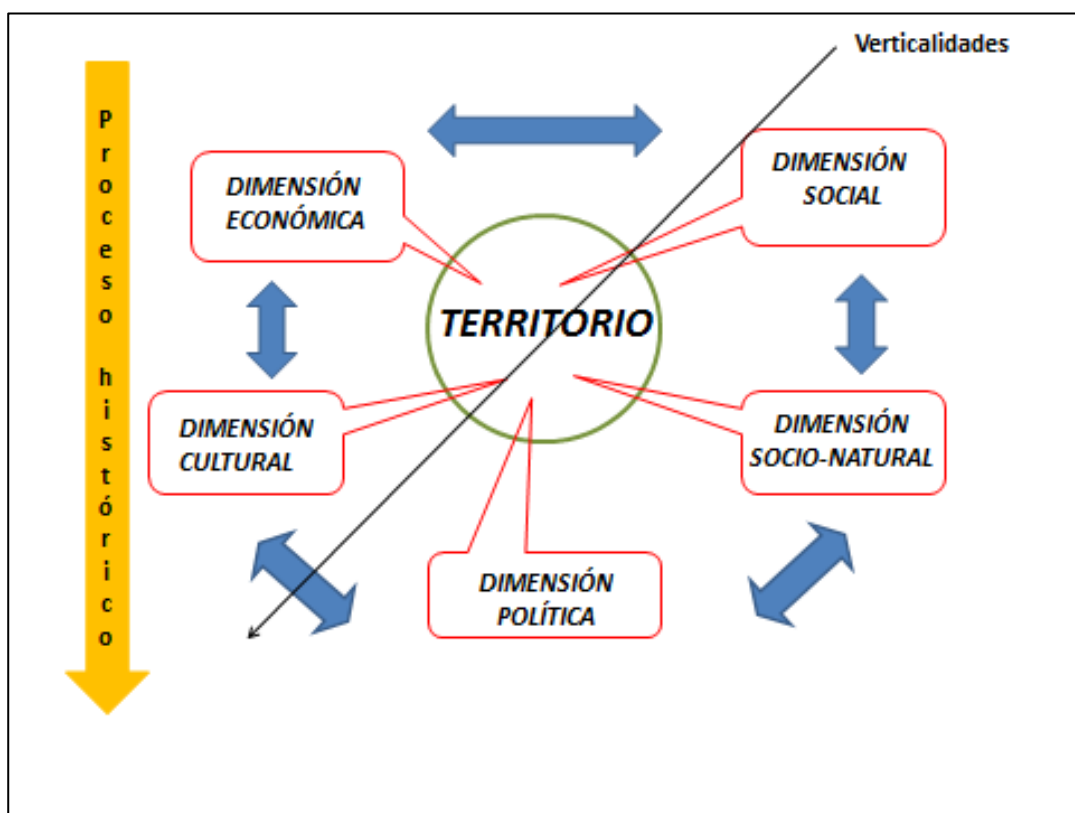 Verticalidades
Proceso histórico
DIMENSIÓN
ECONÓMICA
DIMENSIÓN
SOCIAL
TERRITORIO
DIMENSIÓN
CULTURAL
DIMENSIÓN
SOCIO-NATURAL
DIMENSIÓN
POLÍTICA